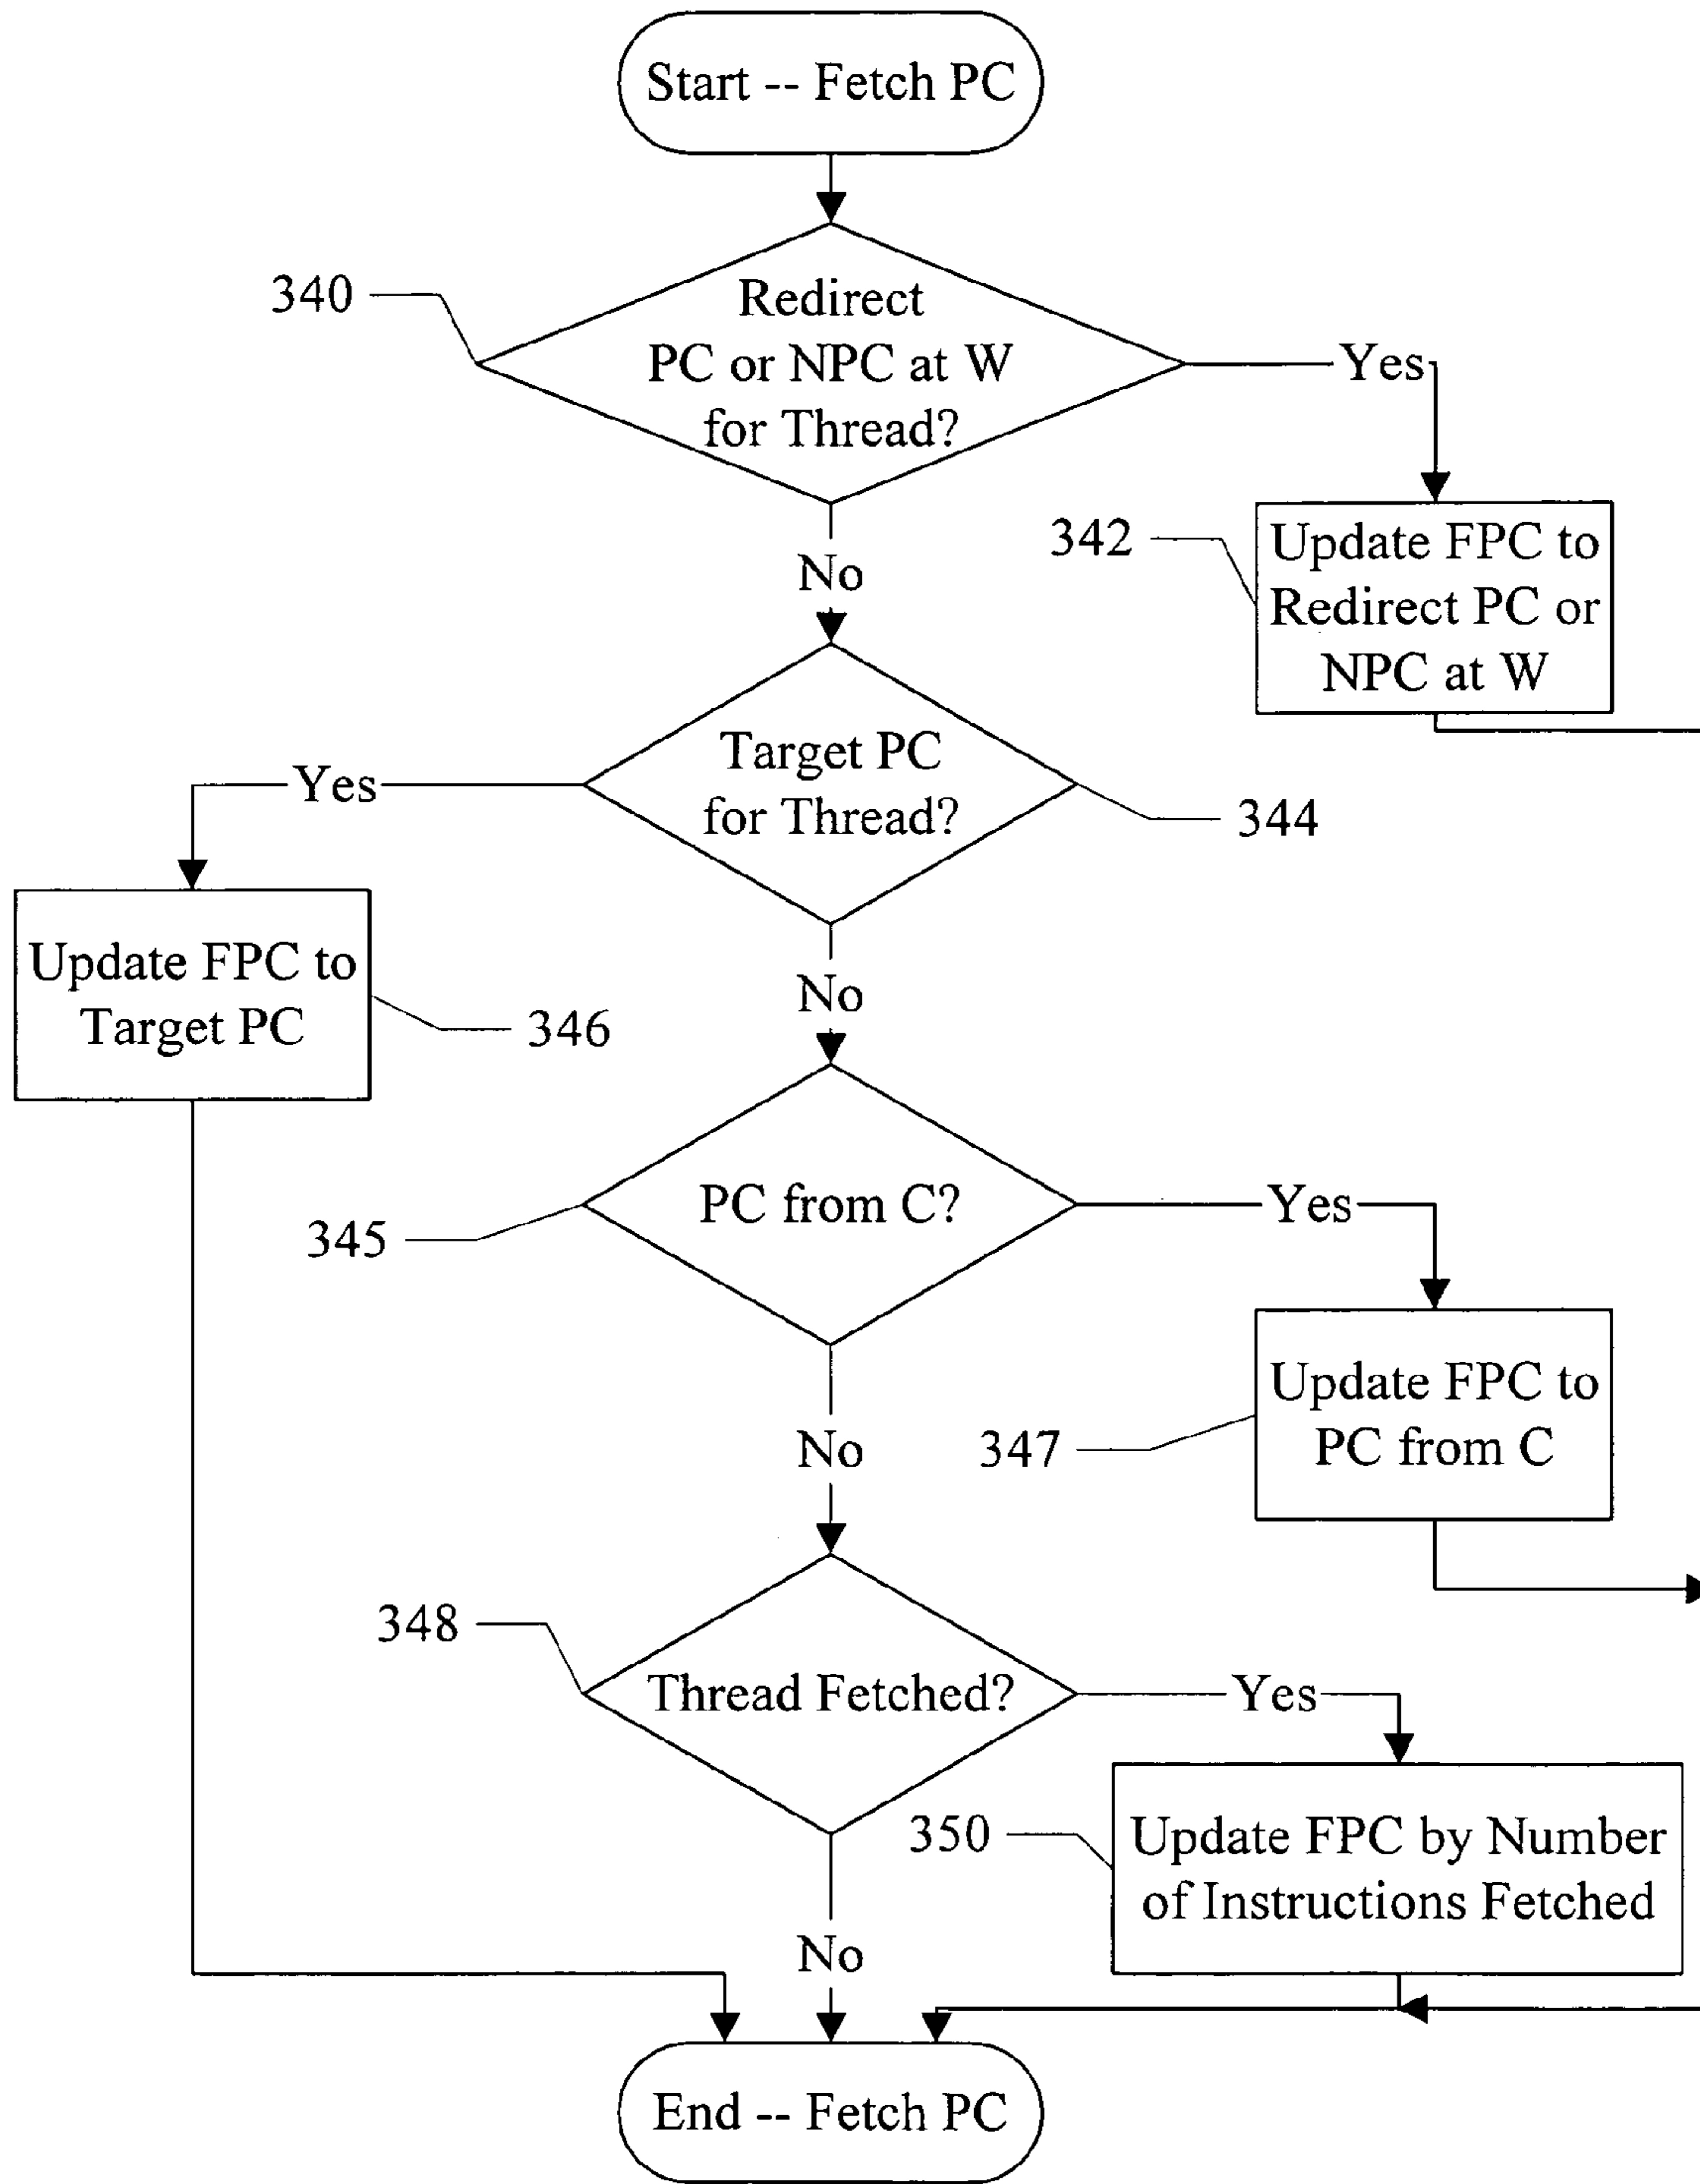 Start -- Fetch PC
340
Redirect
PC or NPC at W
for Thread?
Yes
342
Update FPC to
Redirect PC or
NPC at W
No
Target PC
for Thread?
Yes
344
Update FPC to
Target PC
346
No
PC from C?
Yes
345
Update FPC to
PC from C
347
No
348
Thread Fetched?
Yes
350
Update FPC by Number
of Instructions Fetched
No
End -- Fetch PC